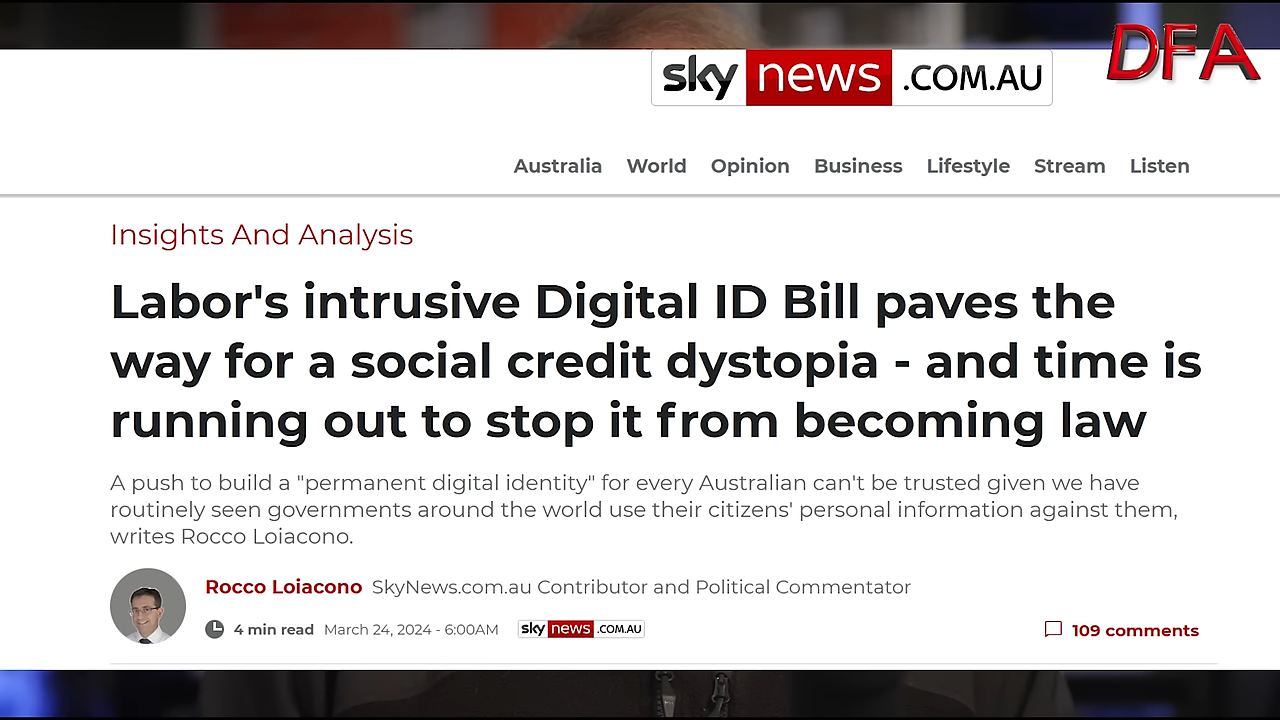 sky news .COM.AU
DFA
Australia World Opinion Business Lifestyle Stream Listen
Insights And Analysis
Labor's intrusive Digital ID Bill paves the
way for a social credit dystopia - and time is
running out to stop it from becoming law
A push to build a "permanent digital identity" for every Australian can't be trusted given we have
routinely seen governments around the world use their citizens' personal information against them,
writes Rocco Loiacono.
Rocco Loiacono SkyNews.com.au Contributor and Political Commentator
4 min read March 24, 2024 - 6:00AM sky news .COM.AU
109 comments